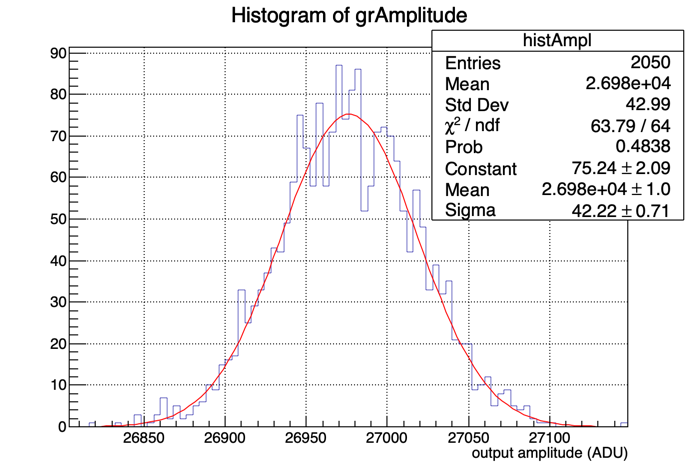 Histogram of grAmplitude
histAmpl
Entries 2050
Mean 2.698e+04
Std Dev 42.99
χ² / ndf 63.79 / 64
Prob 0.4838
Constant 75.24 ± 2.09
Mean 2.698e+04 ± 1.0
Sigma 42.22 ± 0.71
90
80
70
60
50
40
30
20
10
0
26850 26900 26950 27000 27050 27100
output amplitude (ADU)